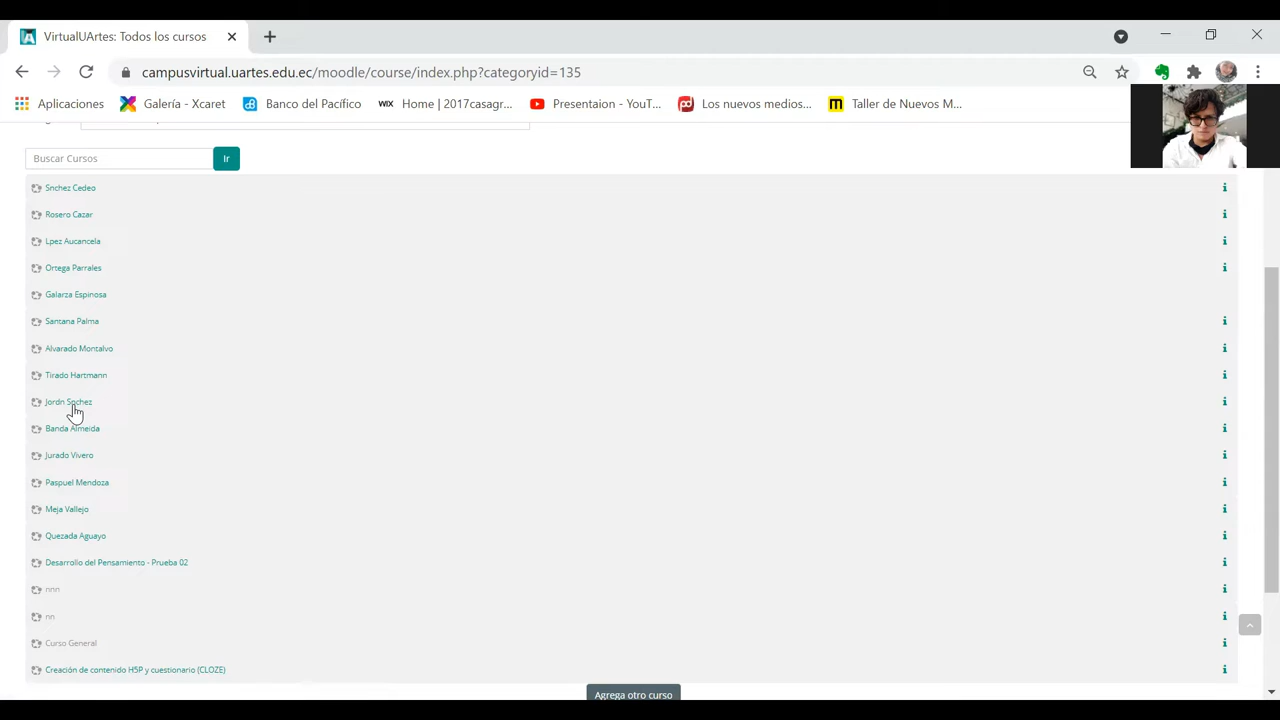 VirtualUArtes: Todos los cursos
campusvirtual.uartes.edu.ec/moodle/course/index.php?categoryid=135
Aplicaciones Galería - Xcaret Banco del Pacífico WIX Home | 2017casagr... Presentaion - YouT... Los nuevos medios... Taller de Nuevos M...
Buscar Cursos Ir
Snchez Cedeo
Rosero Cazar
Lpez Aucancela
Ortega Parrales
Galarza Espinosa
Santana Palma
Alvarado Montalvo
Tirado Hartmann
Jordn Snchez
Banda Almeida
Jurado Vivero
Paspuel Mendoza
Meja Vallejo
Quezada Aguayo
Desarrollo del Pensamiento - Prueba 02
nnn
nn
Curso General
Creación de contenido H5P y cuestionario (CLOZE)
Agrega otro curso